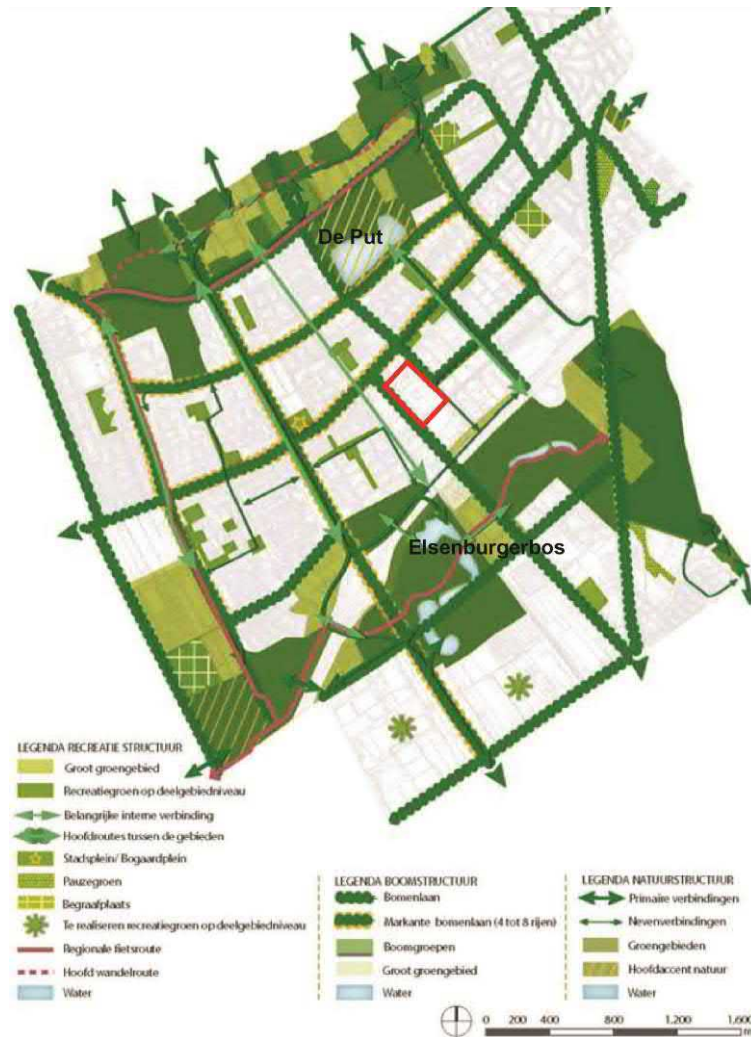 De Put
Elsenburgerbos
LEGENDA RECREATIE STRUCTUUR
Groot groengebied
Recreatiegroen op deelgebiedniveau
Belangrijke interne verbinding
Hoofdroutes tussen de gebieden
Stadsplein/ Bogaardplein
Pauzegroen
Begraafplaats
Te realiseren recreatiegroen op deelgebiedniveau
Regionale fietsroute
Hoofd wandelroute
Water
LEGENDA BOOMSTRUCTUUR
Bomenlaan
Markante bomenlaan (4 tot 8 rijen)
Boomsgroepen
Groot groengebied
Water
LEGENDA NATUURSTRUCTUUR
Primaire verbindingen
Nevenverbindingen
Groengebieden
Hoofdaccent natuur
Water
0 200 400 800 1,200 1,600
m